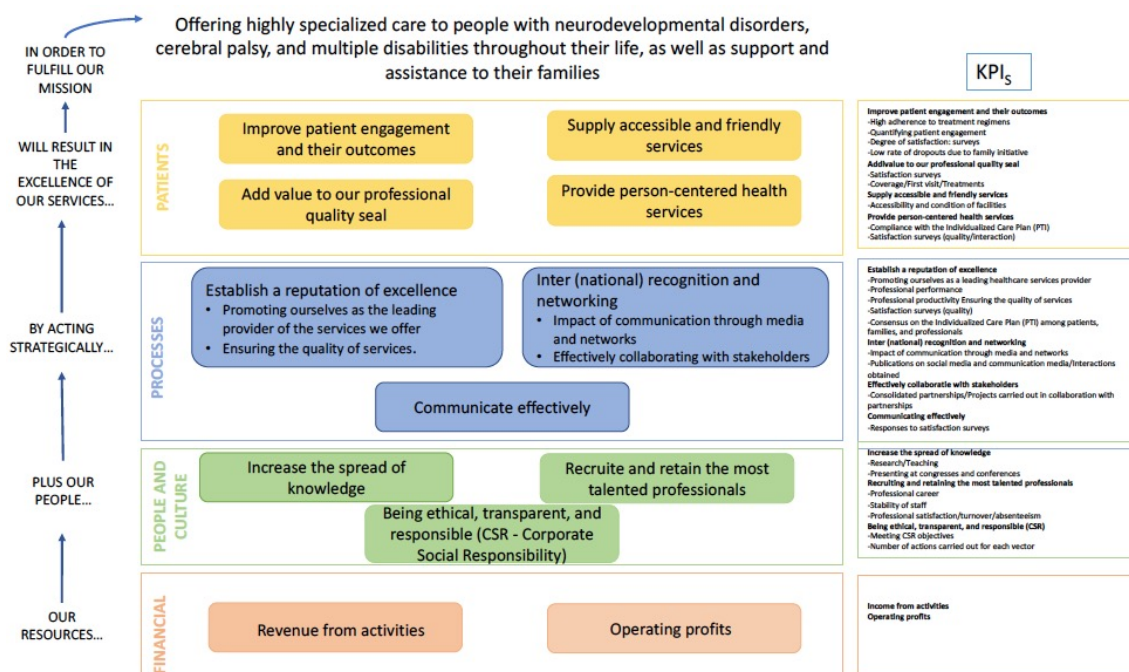 Offering highly specialized care to people with neurodevelopmental disorders,
cerebral palsy, and multiple disabilities throughout their life, as well as support and
assistance to their families
IN ORDER TO
FULFILL OUR
MISSION
WILL RESULT IN
THE
EXCELLENCE OF
OUR SERVICES...
BY ACTING
STRATEGICALLY...
PLUS OUR
PEOPLE...
OUR
RESOURCES...
PATIENTS
Improve patient engagement
and their outcomes
Supply accessible and friendly
services
Add value to our professional
quality seal
Provide person-centered health
services
PROCESSES
Establish a reputation of excellence
• Promoting ourselves as the leading
provider of the services we offer
• Ensuring the quality of services.
Inter (national) recognition and
networking
• Impact of communication through media
and networks
• Effectively collaborating with stakeholders
Communicate effectively
PEOPLE AND
CULTURE
Increase the spread of
knowledge
Recruite and retain the most
talented professionals
Being ethical, transparent, and
responsible (CSR - Corporate
Social Responsibility)
FINANCIAL
Revenue from activities
Operating profits
KPIs
Improve patient engagement and their outcomes
-High adherence to treatment regimens
-Quantifying patient engagement
-Degree of satisfaction: surveys
-Low rate of dropouts due to family initiative
Addlvalue to our professional quality seal
-Satisfaction surveys
-Coverage/First visit/Treatments
Supply accessible and friendly services
-Accessibility and condition of facilities
Provide person-centered health services
-Compliance with the Individualized Care Plan (PTI)
-Satisfaction surveys (quality/interaction)
Establish a reputation of excellence
-Promoting ourselves as a leading healthcare services provider
-Professional performance
-Professional productivity Ensuring the quality of services
-Satisfaction surveys (quality)
-Consensus on the Individualized Care Plan (PTI) among patients,
families, and professionals
Inter (national) recognition and networking
-Impact of communication through media and networks
-Publications on social media and communication media/Interactions
obtained
Effectively collaboratie with stakeholders
-Consolidated partnerships/Projects carried out in collaboration with
partnerships
Communicating effectively
-Responses to satisfaction surveys
Increase the spread of knowledge
-Research/Teaching
-Presenting at congresses and conferences
Recruiting and retaining the most talented professionals
-Professional career
-Stability of staff
-Professional satisfaction/turnover/absenteeism
Being ethical, transparent, and responsible (CSR)
-Meeting CSR objectives
-Number of actions carried out for each vector
Income from activities
Operating profits